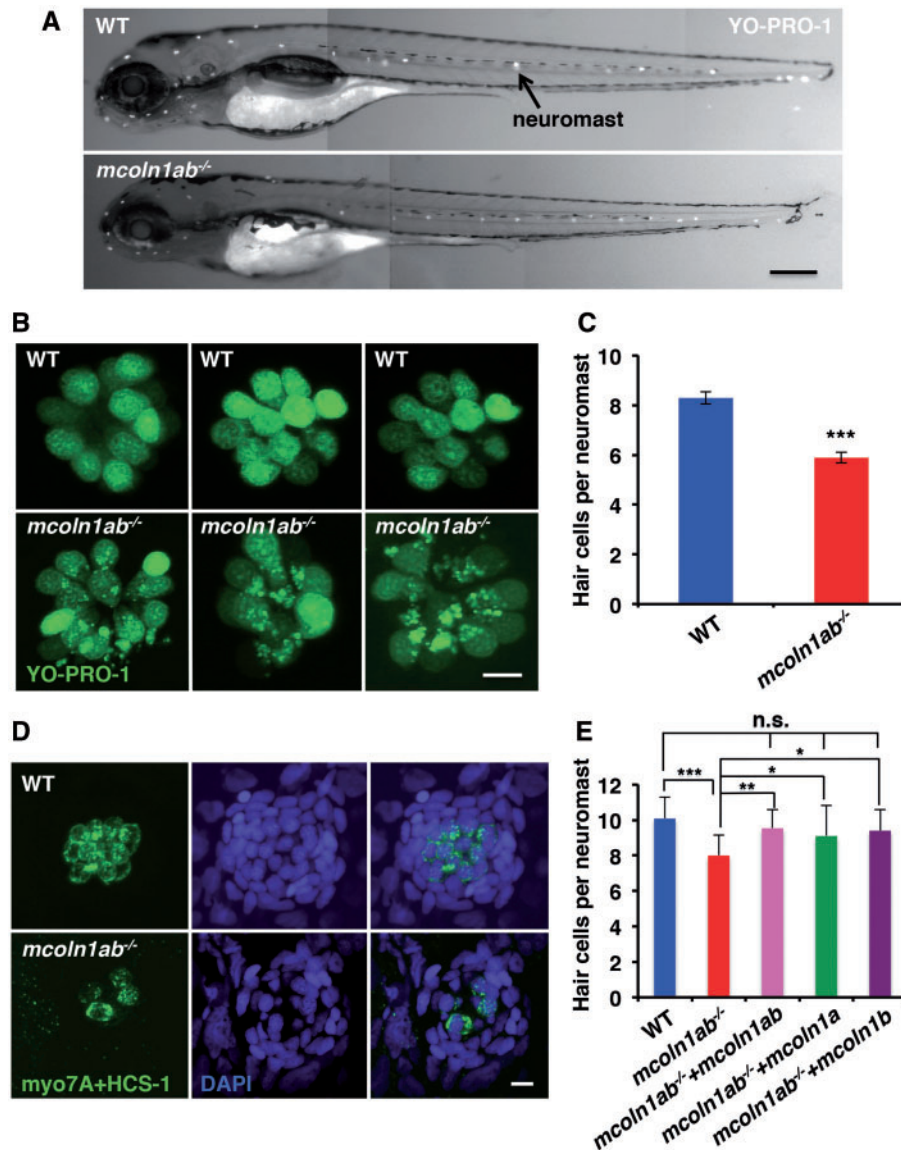 A
WT
YO-PRO-1
neuromast
mcoln1ab-/-
B
WT
WT
WT
mcoln1ab-/-
mcoln1ab-/-
mcoln1ab-/-
YO-PRO-1
C
Hair cells per neuromast
10
8
6
4
2
0
***
WT
mcoln1ab-/-
D
WT
mcoln1ab-/-
myo7A+HCS-1
DAPI
E
n.s.
*
*
***
**
Hair cells per neuromast
12
10
8
6
4
2
0
WT
mcoln1ab-/-
mcoln1ab-/-+mcoln1ab
mcoln1ab-/-+mcoln1a
mcoln1ab-/-+mcoln1b